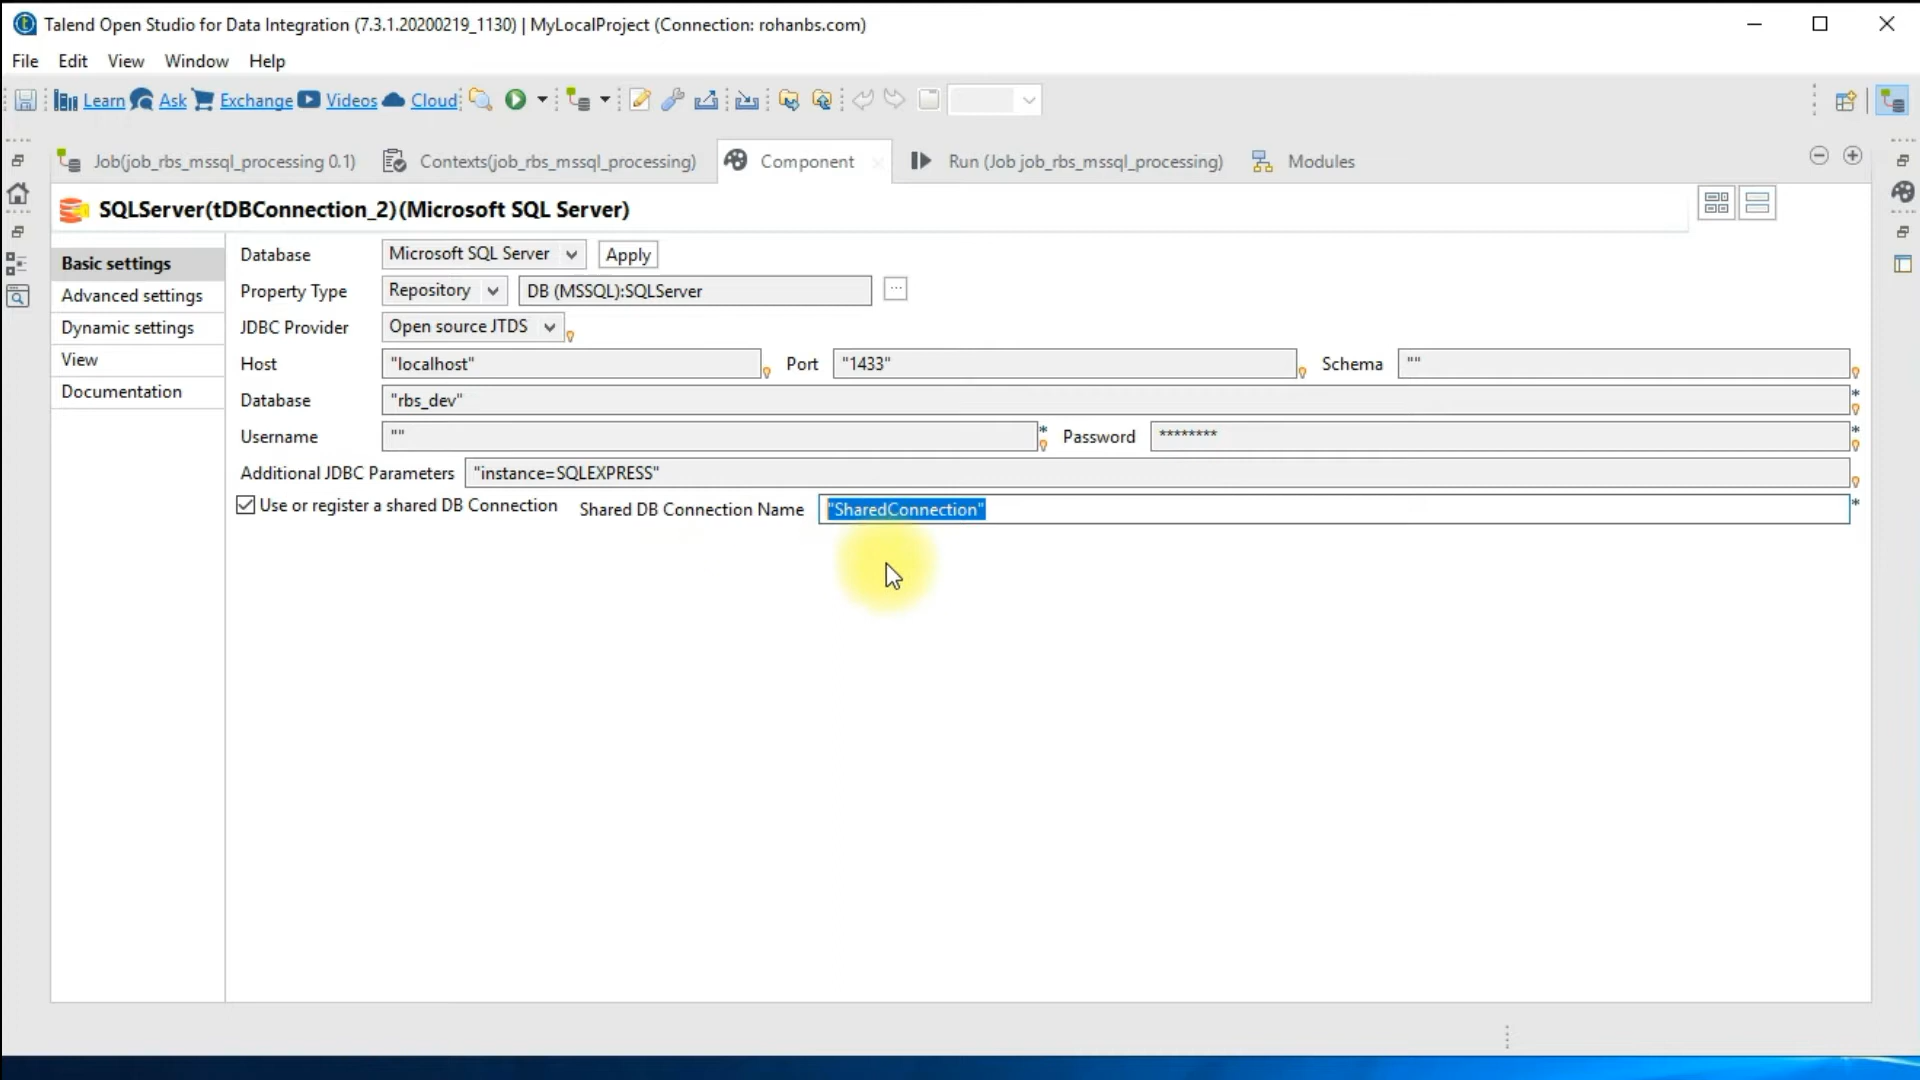 Talend Open Studio for Data Integration (7.3.1.20200219_1130) | MyLocalProject (Connection: rohanbs.com)
File Edit View Window Help
Learn Ask Exchange Videos Cloud
Job(job_rbs_mssql_processing 0.1) Contexts(job_rbs_mssql_processing) Component Run (Job job_rbs_mssql_processing) Modules
SQLServer(tDBConnection_2)(Microsoft SQL Server)
Basic settings
Advanced settings
Dynamic settings
View
Documentation
Database Microsoft SQL Server Apply
Property Type Repository DB (MSSQL):SQLServer ...
JDBC Provider Open source JTDS
Host "localhost" Port "1433" Schema ""
Database "rbs_dev" *
Username "" * Password ******** *
Additional JDBC Parameters "instance=SQLEXPRESS"
Use or register a shared DB Connection Shared DB Connection Name "SharedConnection" *